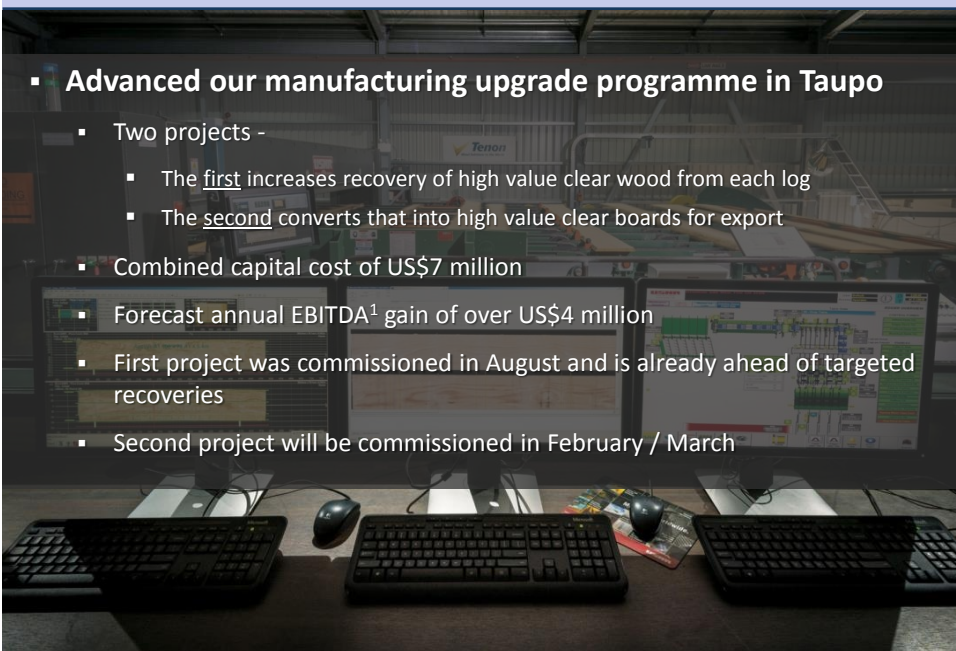 ▪ Advanced our manufacturing upgrade programme in Taupo
▪ Two projects -
▪ The first increases recovery of high value clear wood from each log
▪ The second converts that into high value clear boards for export
▪ Combined capital cost of US$7 million
▪ Forecast annual EBITDA¹ gain of over US$4 million
▪ First project was commissioned in August and is already ahead of targeted
recoveries
▪ Second project will be commissioned in February / March
Tenon
Microsoft